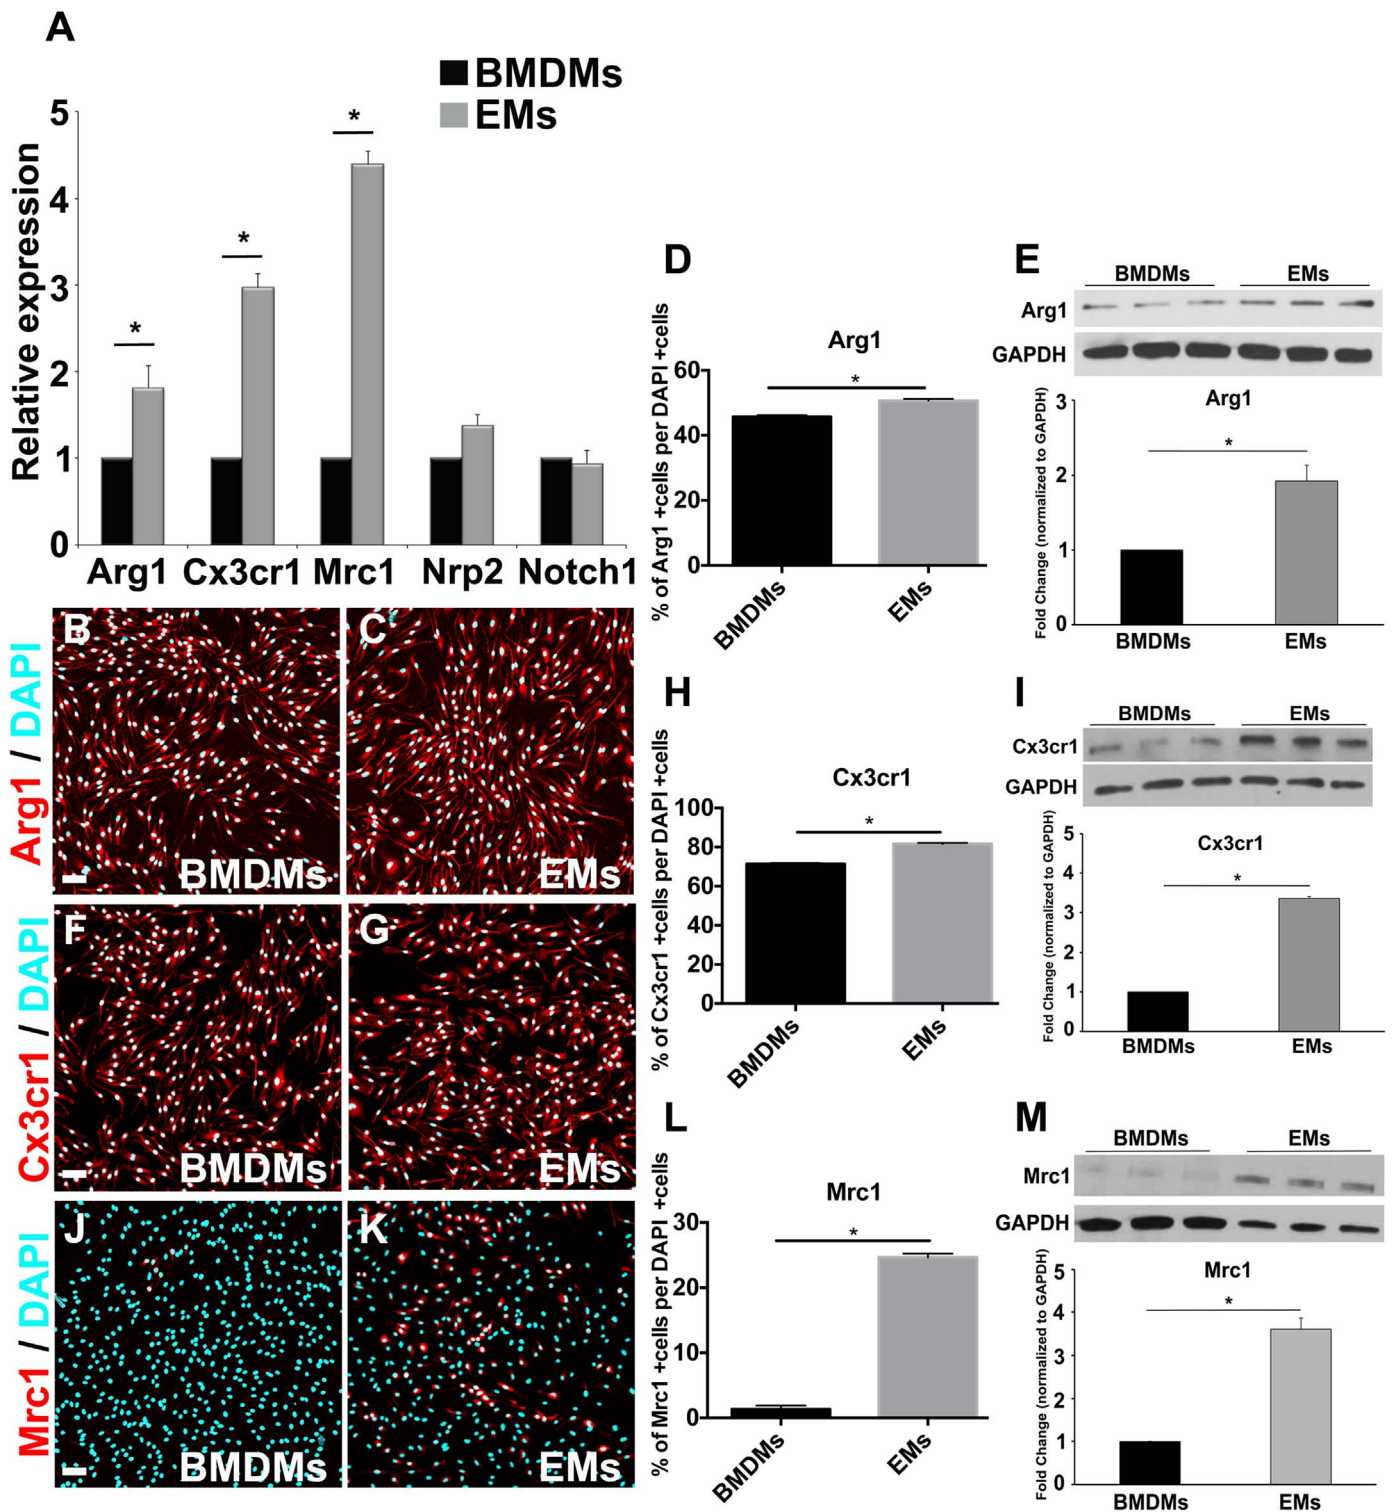 A
BMDMs
EMs
Relative expression
5
4
3
2
1
0
*
*
*
Arg1 Cx3cr1 Mrc1 Nrp2 Notch1
Arg1 / DAPI
B
BMDMs
C
EMs
D
Arg1
% of Arg1 +cells per DAPI +cells
60
40
20
0
*
BMDMs
EMs
E
BMDMs EMs
Arg1
GAPDH
Arg1
Fold Change (normalized to GAPDH)
3
2
1
0
*
BMDMs EMs
Cx3cr1 / DAPI
F
BMDMs
G
EMs
H
Cx3cr1
% of Cx3cr1 +cells per DAPI +cells
100
80
60
40
20
0
*
BMDMs
EMs
I
BMDMs EMs
Cx3cr1
GAPDH
Cx3cr1
Fold Change (normalized to GAPDH)
5
4
3
2
1
0
*
BMDMs EMs
Mrc1 / DAPI
J
BMDMs
K
EMs
L
Mrc1
% of Mrc1 +cells per DAPI +cells
30
20
10
0
*
BMDMs
EMs
M
BMDMs EMs
Mrc1
GAPDH
Mrc1
Fold Change (normalized to GAPDH)
5
4
3
2
1
0
*
BMDMs EMs